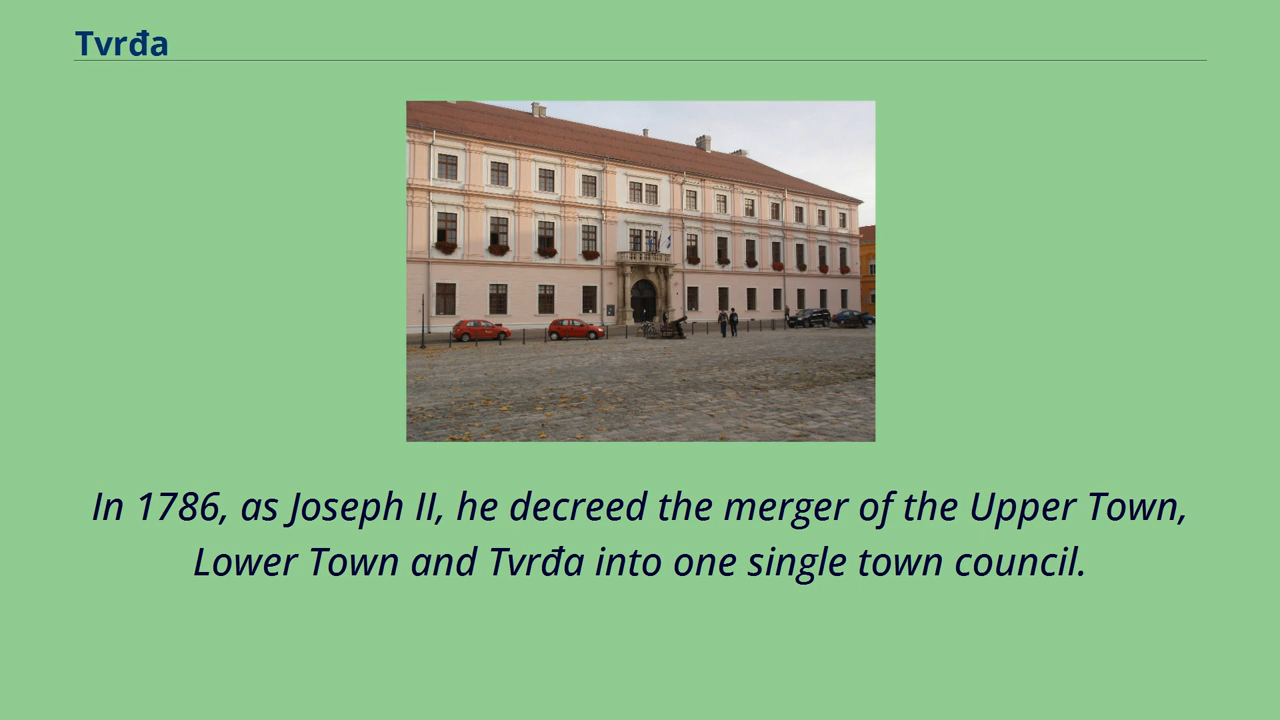 Tvrđa
In 1786, as Joseph II, he decreed the merger of the Upper Town,
Lower Town and Tvrđa into one single town council.